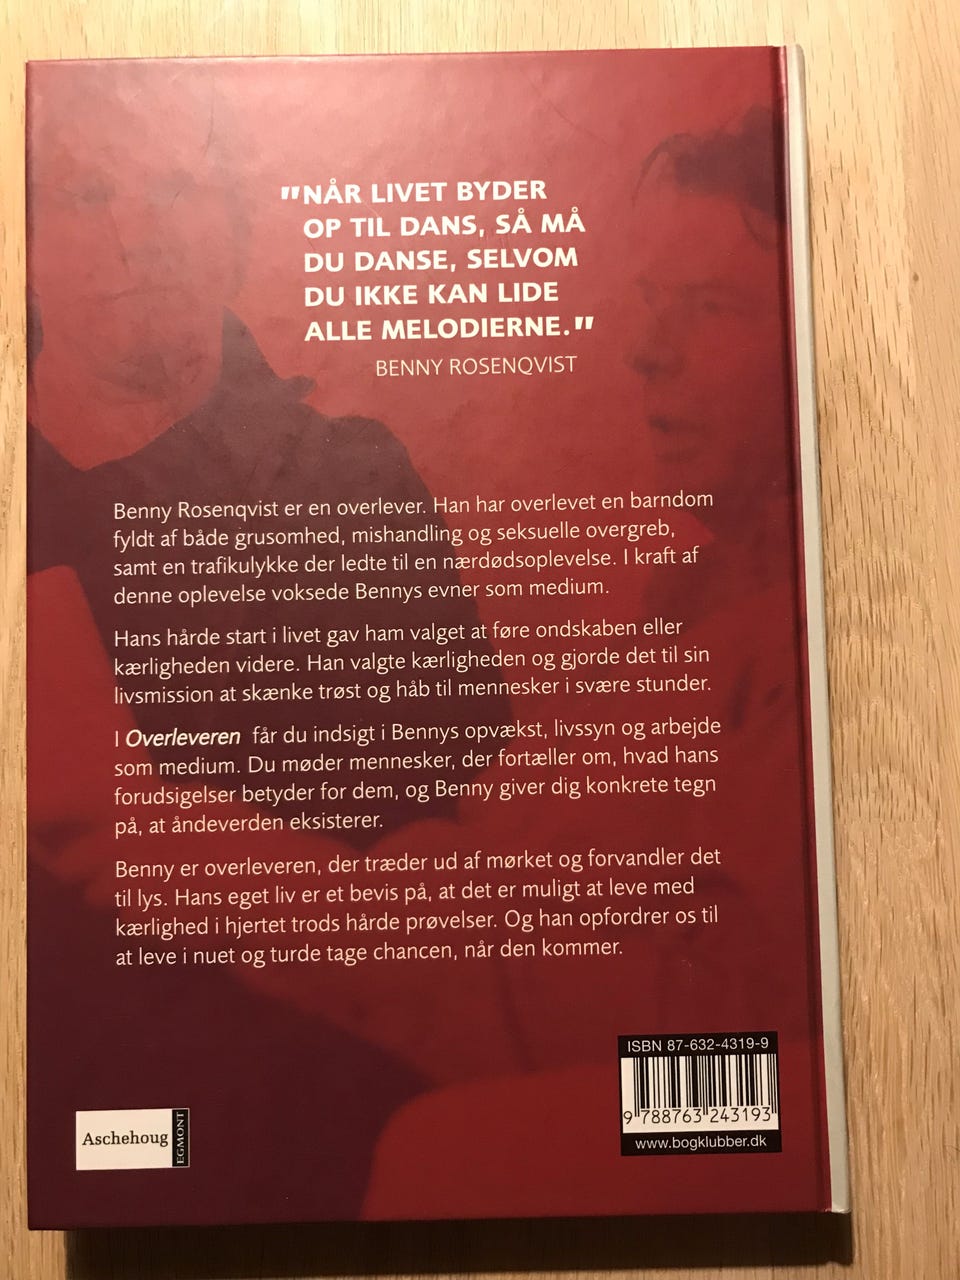 "NÅR LIVET BYDER
OP TIL DANS, SÅ MÅ
DU DANSE, SELVOM
DU IKKE KAN LIDE
ALLE MELODIERNE."
BENNY ROSENQVIST
Benny Rosenqvist er en overlever. Han har overlevet en barndom
fyldt af både grusomhed, mishandling og seksuelle overgreb,
samt en trafikulykke der ledte til en nærdødsoplevelse. I kraft af
denne oplevelse voksede Bennys evner som medium.
Hans hårde start i livet gav ham valget at føre ondskaben eller
kærligheden videre. Han valgte kærligheden og gjorde det til sin
livsmission at skænke trøst og håb til mennesker i svære stunder.
I Overleveren får du indsigt i Bennys opvækst, livssyn og arbejde
som medium. Du møder mennesker, der fortæller om, hvad hans
forudsigelser betyder for dem, og Benny giver dig konkrete tegn
på, at åndeverden eksisterer.
Benny er overleveren, der træder ud af mørket og forvandler det
til lys. Hans eget liv er et bevis på, at det er muligt at leve med
kærlighed i hjertet trods hårde prøvelser. Og han opfordrer os til
at leve i nuet og turde tage chancen, når den kommer.
ISBN 87-632-4319-9
9 788763 243193
www.bogklubber.dk
Aschehoug
EGMONT